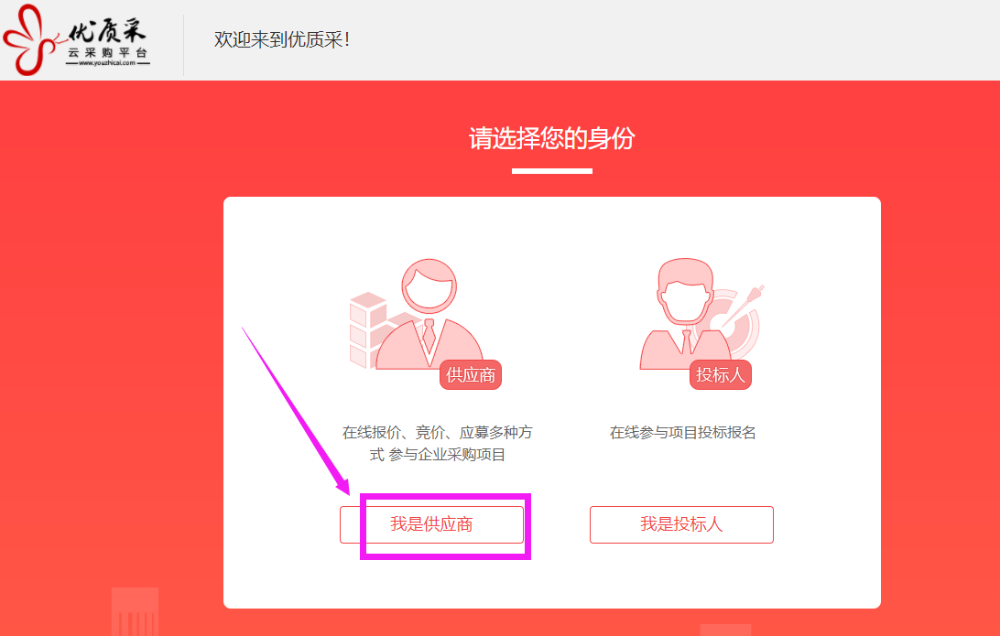 优质采
云采购平台
www.youzhicai.com
欢迎来到优质采！
请选择您的身份
供应商
投标人
在线报价、竞价、应募多种方
式 参与企业采购项目
在线参与项目投标报名
我是供应商
我是投标人